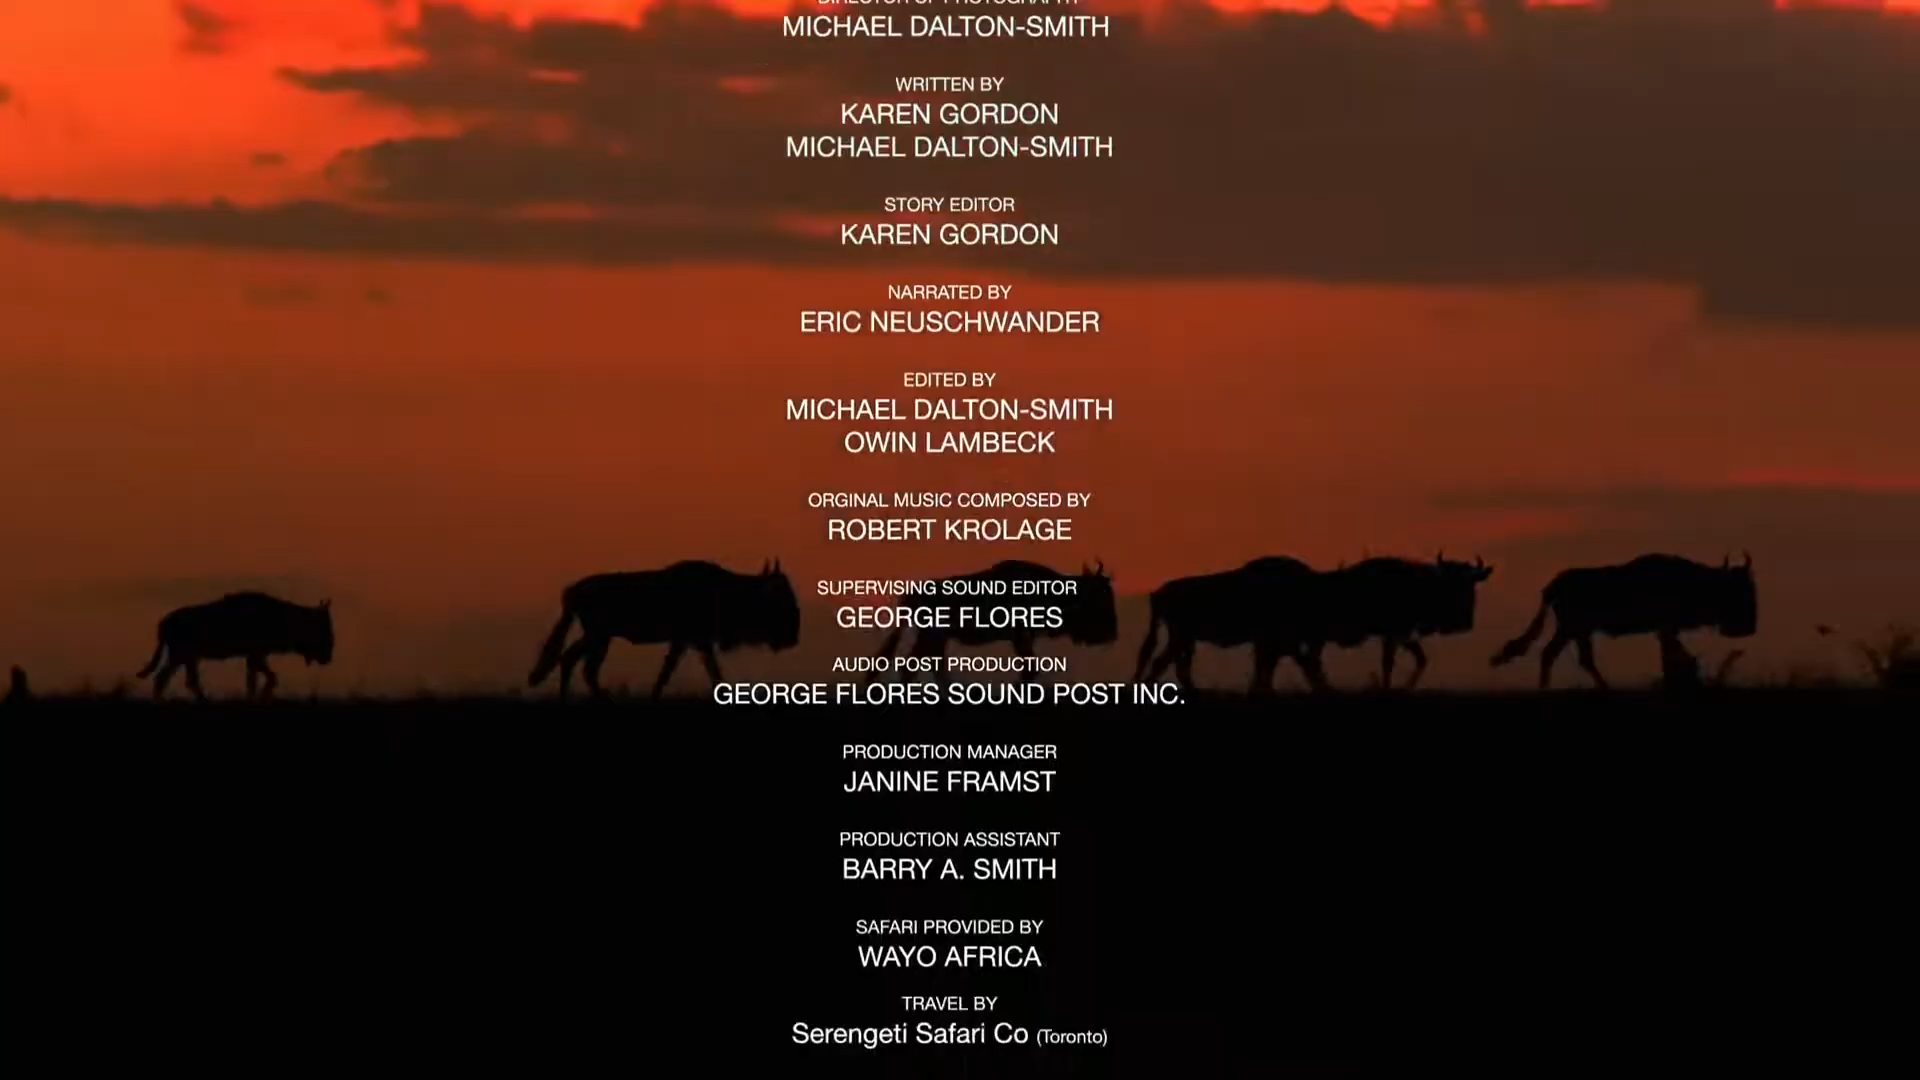 DIRECTOR OF PHOTOGRAPHY
MICHAEL DALTON-SMITH
WRITTEN BY
KAREN GORDON
MICHAEL DALTON-SMITH
STORY EDITOR
KAREN GORDON
NARRATED BY
ERIC NEUSCHWANDER
EDITED BY
MICHAEL DALTON-SMITH
OWIN LAMBECK
ORGINAL MUSIC COMPOSED BY
ROBERT KROLAGE
SUPERVISING SOUND EDITOR
GEORGE FLORES
AUDIO POST PRODUCTION
GEORGE FLORES SOUND POST INC.
PRODUCTION MANAGER
JANINE FRAMST
PRODUCTION ASSISTANT
BARRY A. SMITH
SAFARI PROVIDED BY
WAYO AFRICA
TRAVEL BY
Serengeti Safari Co (Toronto)